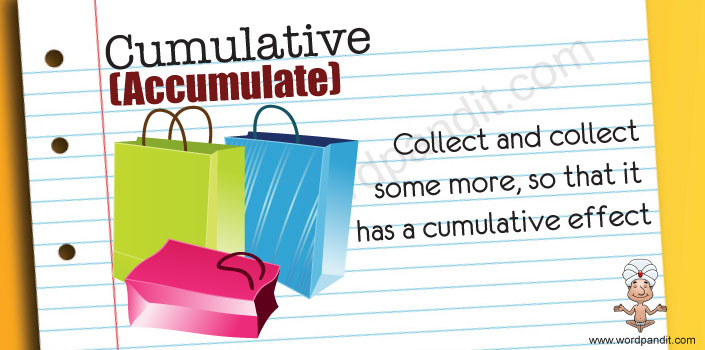 Cumulative
(Accumulate)
Collect and collect
some more, so that it
has a cumulative effect
www.wordpandit.com